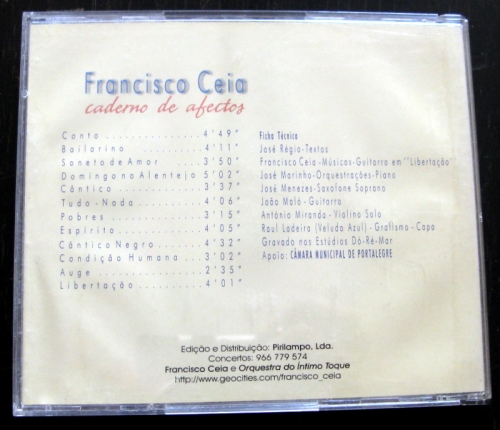 Francisco Ceia
caderno de afectos
Canto . . . . . . . . . . . . . . . 4'49"
Bailarino . . . . . . . . . . . . 4'11"
Soneto de Amor . . . . . . . 3'50"
Domingo no Alentejo 5'02"
Cântico . . . . . . . . . . . . . 3'37"
Tudo-Nada . . . . . . . . . . 4'06"
Pobres . . . . . . . . . . . . . . 3'15"
Espírito . . . . . . . . . . . . . 4'05"
Cântico Negro . . . . . . . . 4'32"
Condição Humana . . . 3'02"
Auge . . . . . . . . . . . . . . . . 2'35"
Libertação . . . . . . . . . . 4'01"
Ficha Técnica
José Régio-Textos
Francisco Ceia-Músicas-Guitarra em "Libertação"
José Marinho-Orquestrações-Piano
José Menezes-Saxofone Soprano
João Maló-Guitarra
António Miranda-Violino Solo
Raul Ladeira (Veludo Azul)-Grafismo-Capa
Gravado nos Estúdios Dó-Ré-Mar
Apoio: CÂMARA MUNICIPAL DE PORTALEGRE
Edição e Distribuição: Pirilampo, Lda.
Concertos: 966 779 574
Francisco Ceia e Orquestra do Íntimo Toque
http://www.geocities.com/francisco_ceia